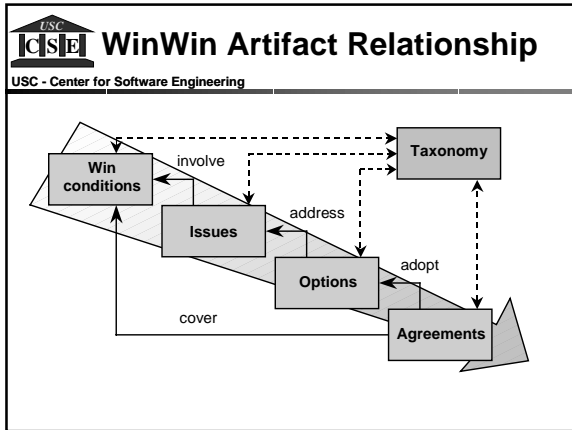 USC
C S E
WinWin Artifact Relationship
USC - Center for Software Engineering
Win
conditions
involve
Taxonomy
Issues
address
Options
adopt
cover
Agreements